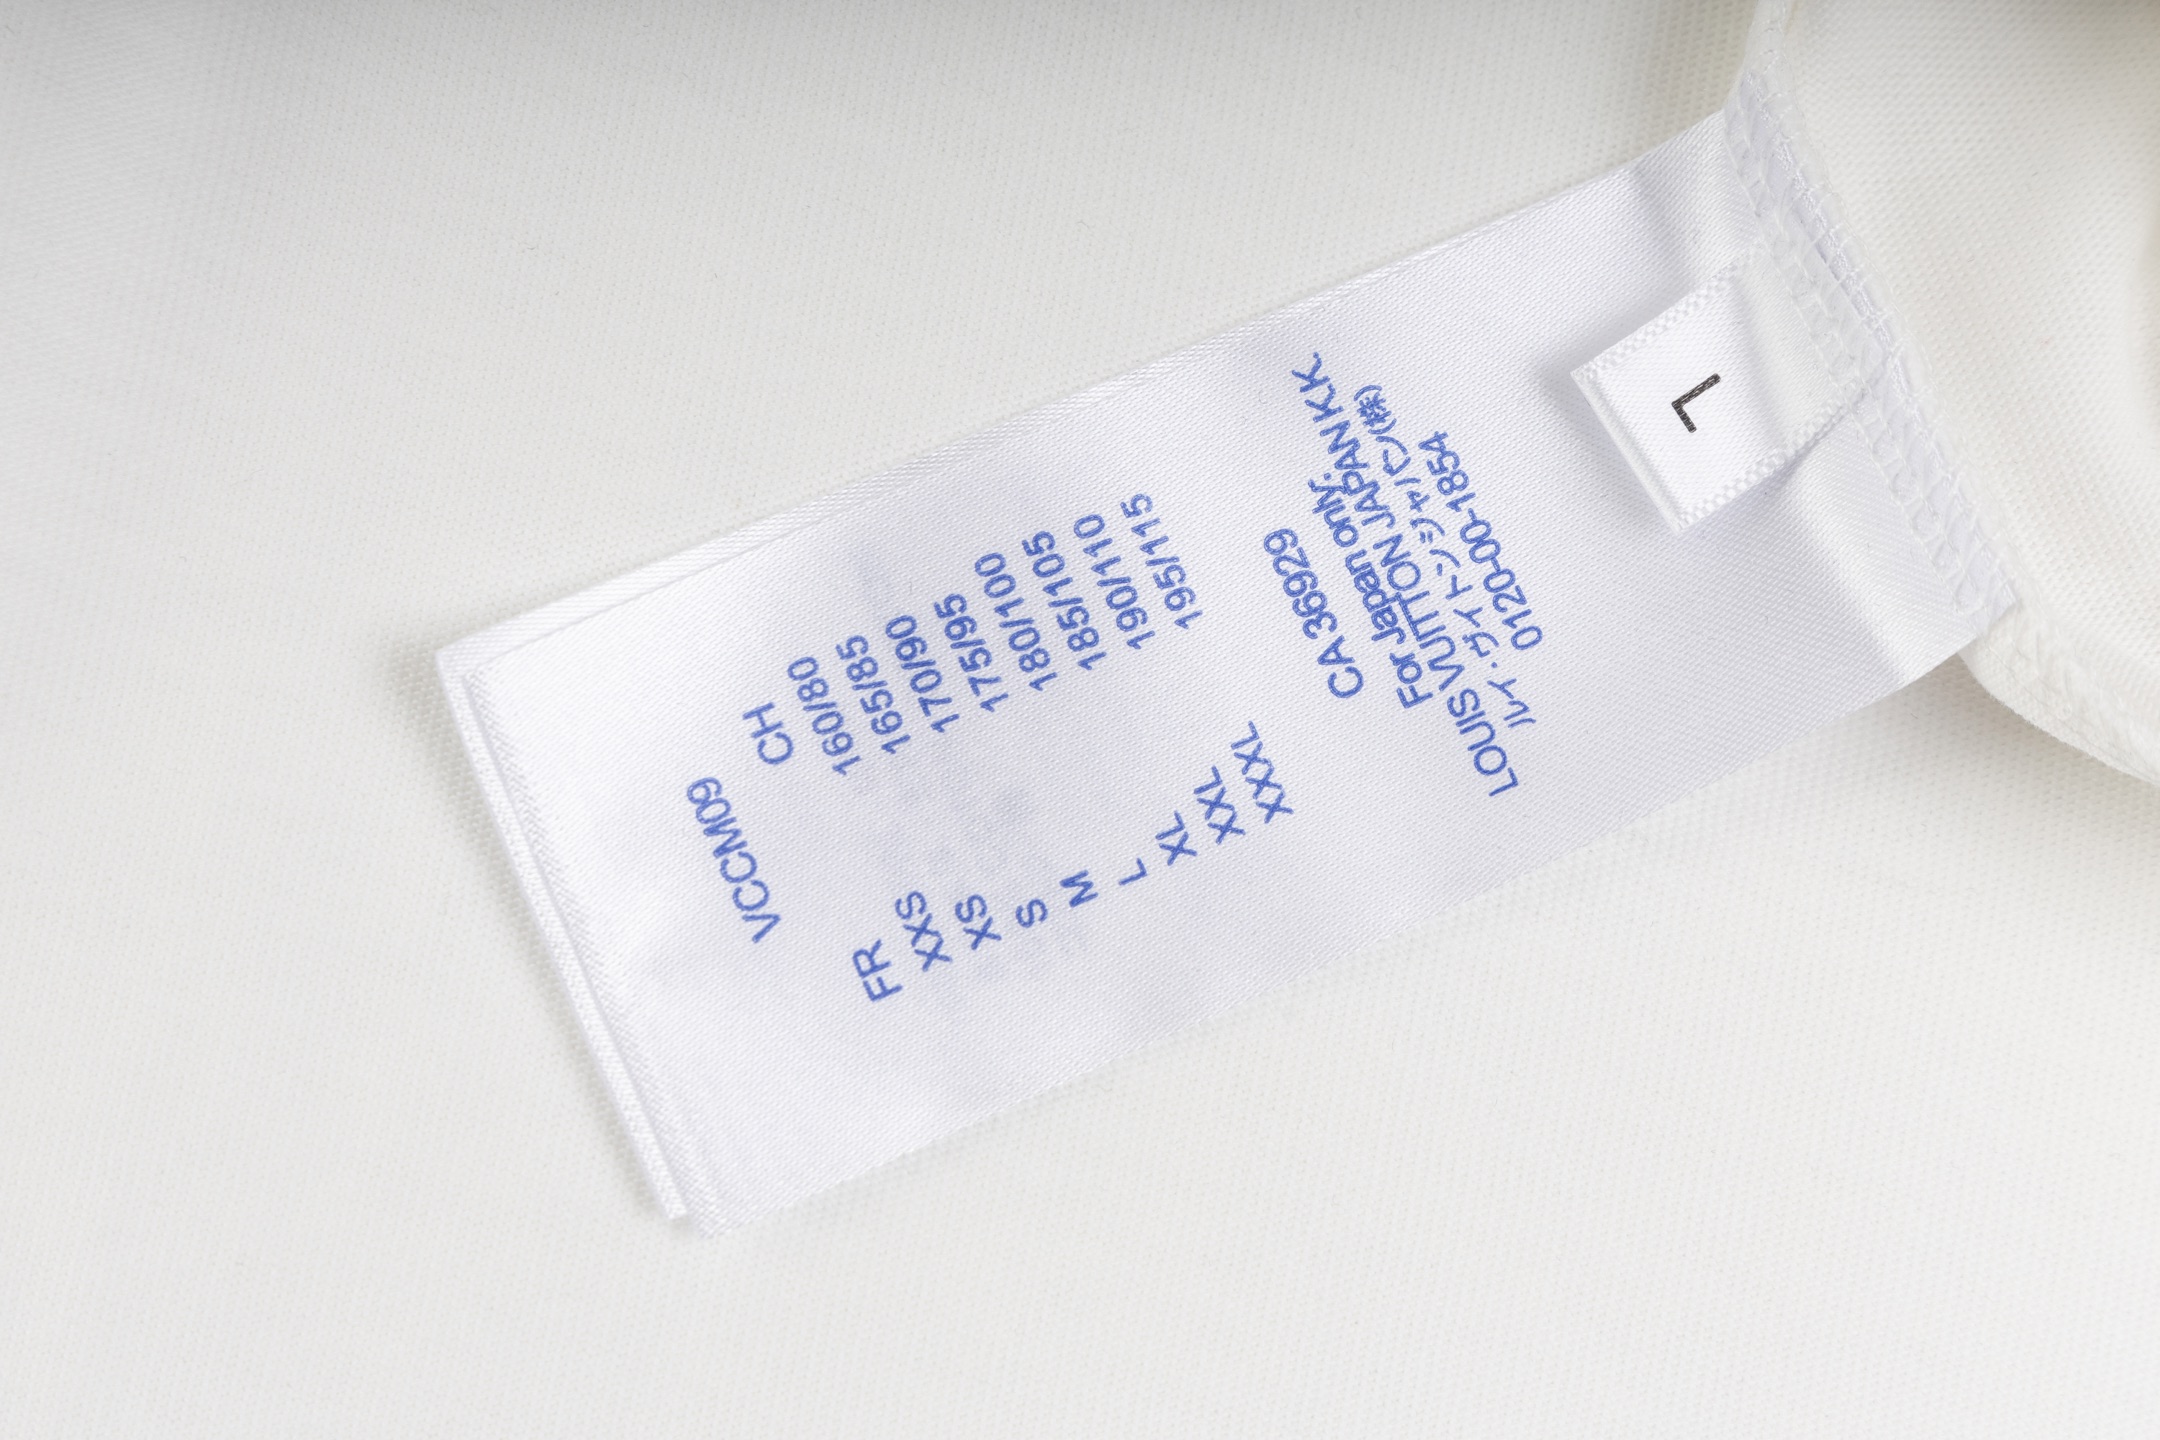 VCCM09
FR CH
XXS 160/80
XS 165/85
S 170/90
M 175/95
L 180/100
XL 185/105
XXL 190/110
XXXL 195/115
CA 36929
For Japan only:
LOUIS VUITTON JAPAN K.K.
ルイ・ヴイトンジャパン(株)
0120-00-1854
L